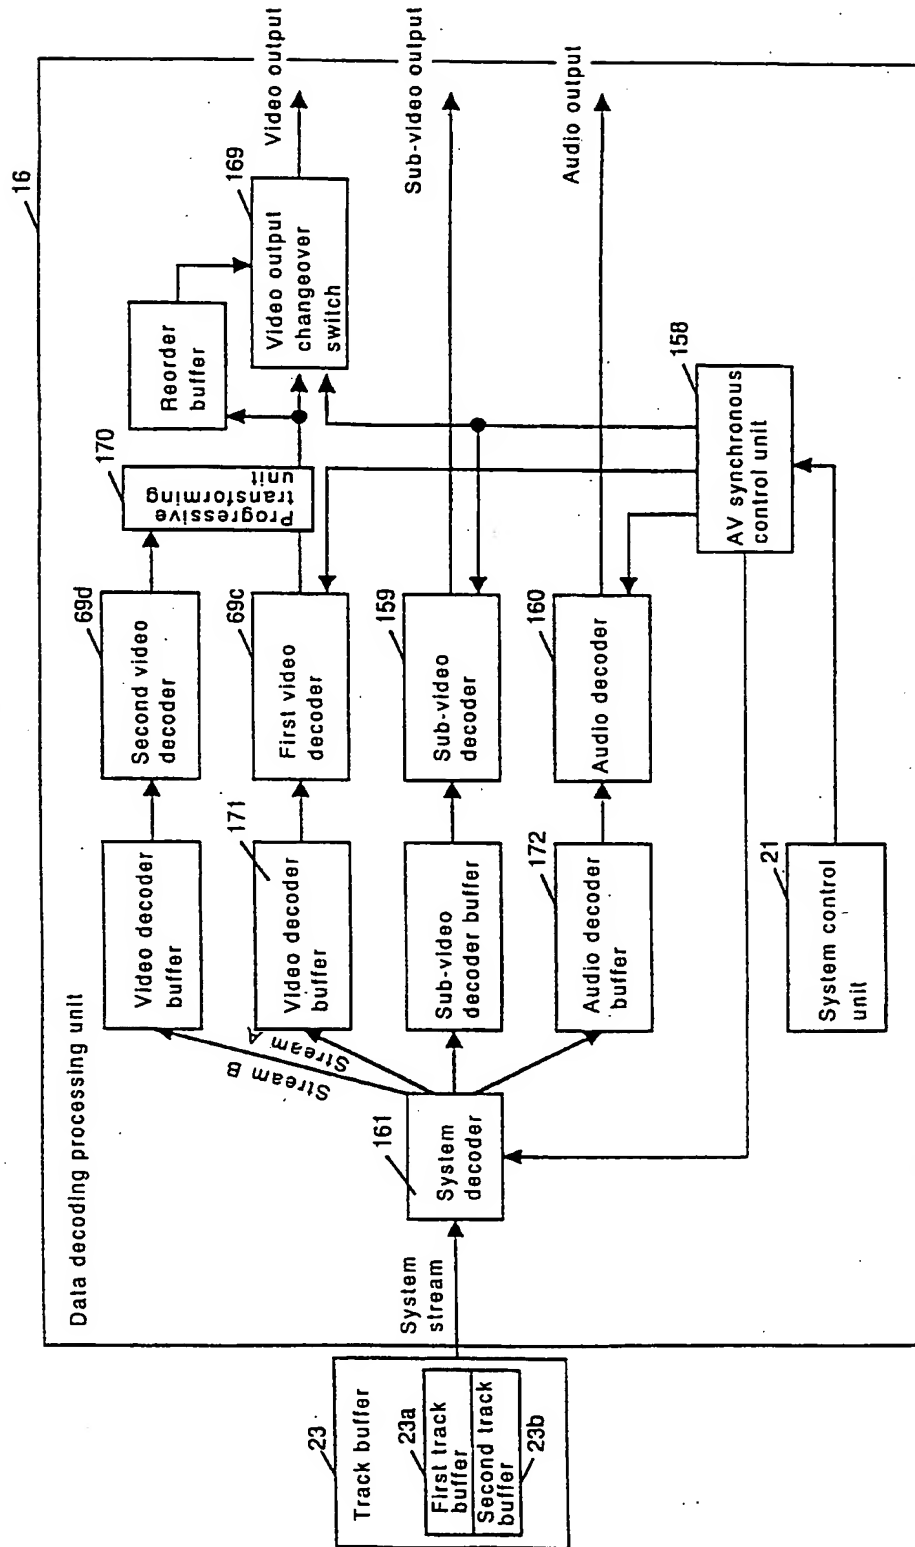 16
Data decoding processing unit
23
Track buffer
23a
First track
buffer
Second track
buffer
23b
System
stream
161
System
decoder
Stream B
Stream A
Video decoder
buffer
171
Video decoder
buffer
Sub-video
decoder buffer
172
Audio decoder
buffer
21
System control
unit
69d
Second video
decoder
69c
First video
decoder
159
Sub-video
decoder
160
Audio decoder
158
AV synchronous
control unit
170
Progressive
transforming
unit
Reorder
buffer
169
Video output
changeover
switch
Video output
Sub-video output
Audio output